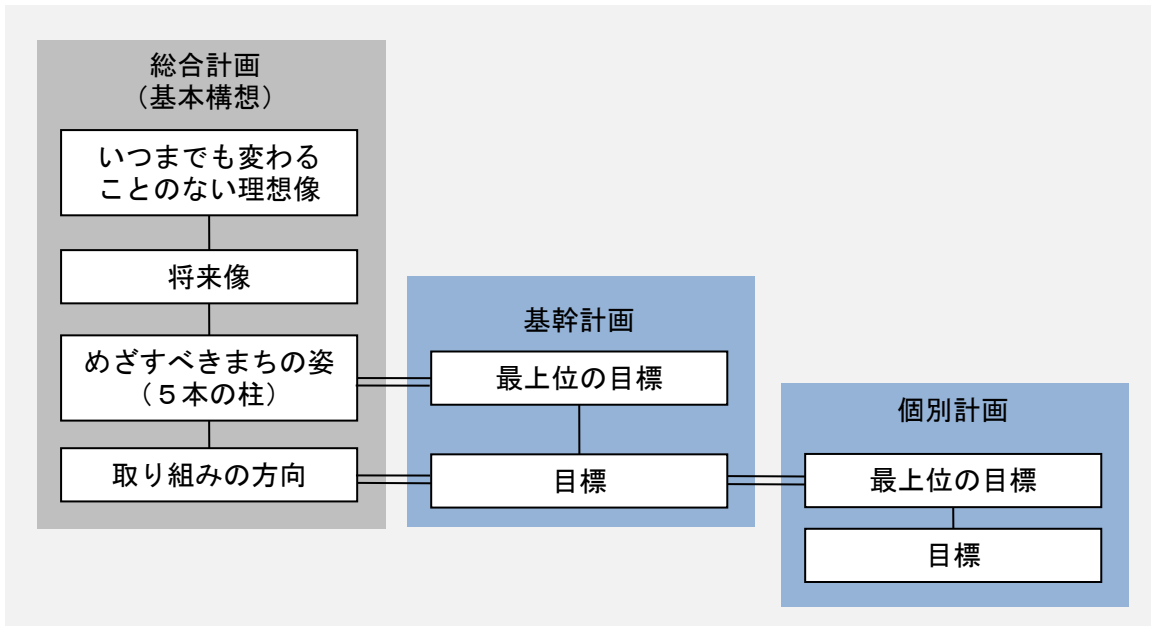 総合計画
（基本構想）
いつまでも変わる
ことのない理想像
将来像
めざすべきまちの姿
（５本の柱）
取り組みの方向
基幹計画
最上位の目標
目標
個別計画
最上位の目標
目標